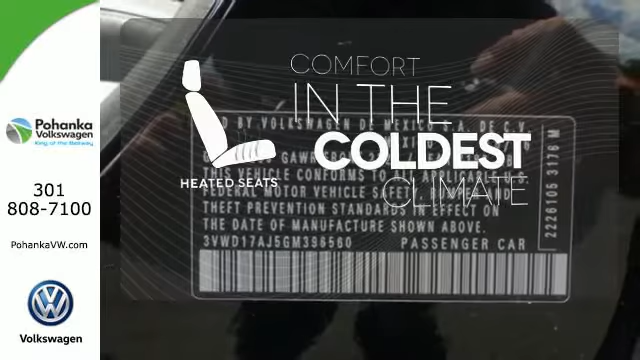 Pohanka
Volkswagen
King of the Beltway
301
808-7100
PohankaVW.com
Volkswagen
COMFORT
IN THE
COLDEST
CLIMATE
HEATED SEATS
BY VOLKSWAGEN DE MEXICO S.A. DE C.V.
GAWR
THIS VEHICLE CONFORMS TO ALL APPLICABLE U.S.
FEDERAL MOTOR VEHICLE SAFETY AND
THEFT PREVENTION STANDARDS IN EFFECT ON
THE DATE OF MANUFACTURE SHOWN ABOVE.
3VWD17AJ5GM396560 PASSENGER CAR
2226105 3176 M